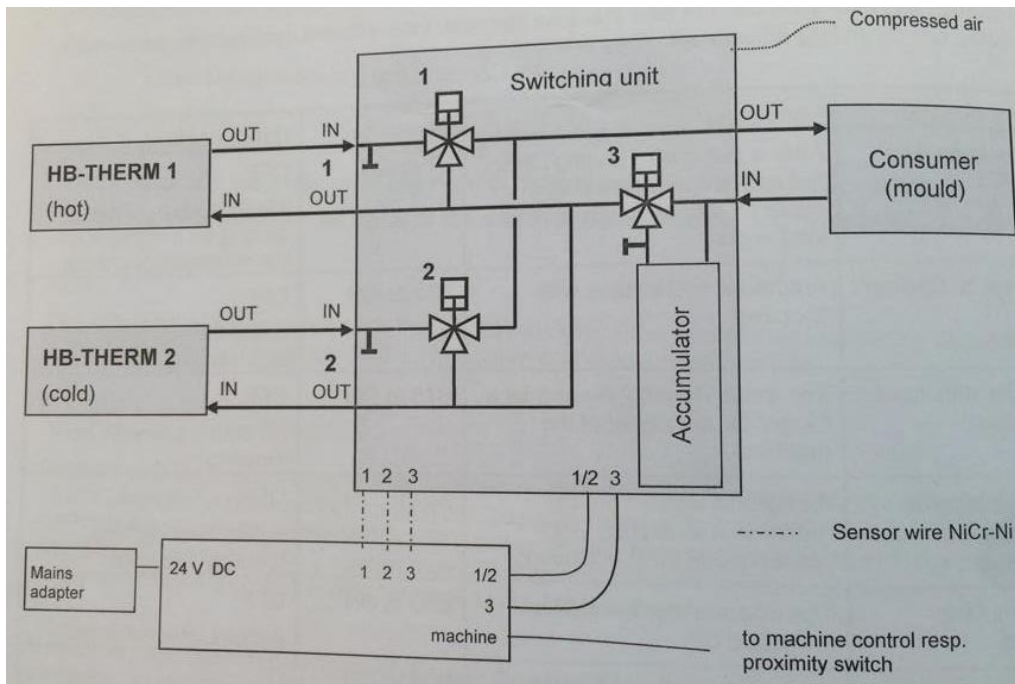 Compressed air
Switching unit
1
OUT
IN
OUT
HB-THERM 1
(hot)
1
IN
OUT
3
IN
Consumer
(mould)
2
OUT
IN
HB-THERM 2
(cold)
2
IN
OUT
Accumulator
1 2 3
1/2 3
Sensor wire NiCr-Ni
Mains
adapter
24 V DC
1 2 3
1/2
3
machine
to machine control resp.
proximity switch